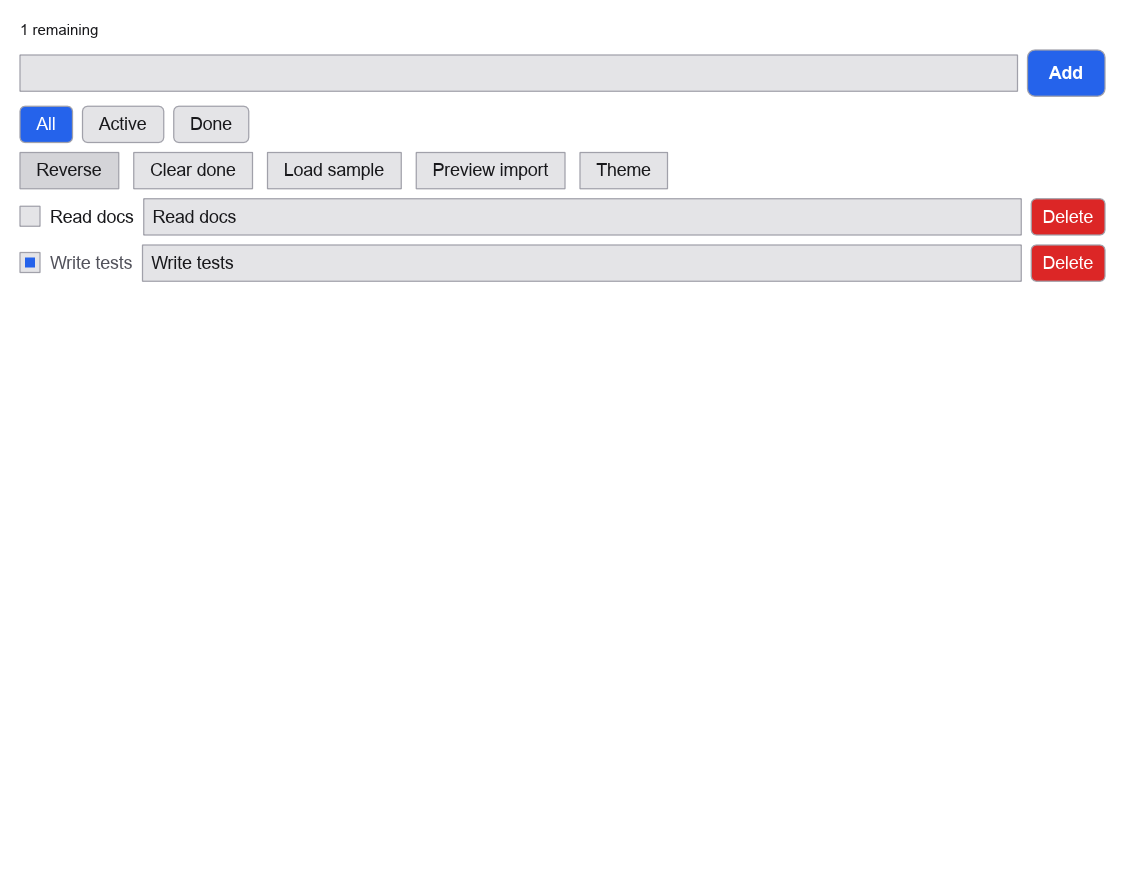 1 remaining
Add
All Active Done
Reverse Clear done Load sample Preview import Theme
Read docs Read docs Delete
Write tests Write tests Delete